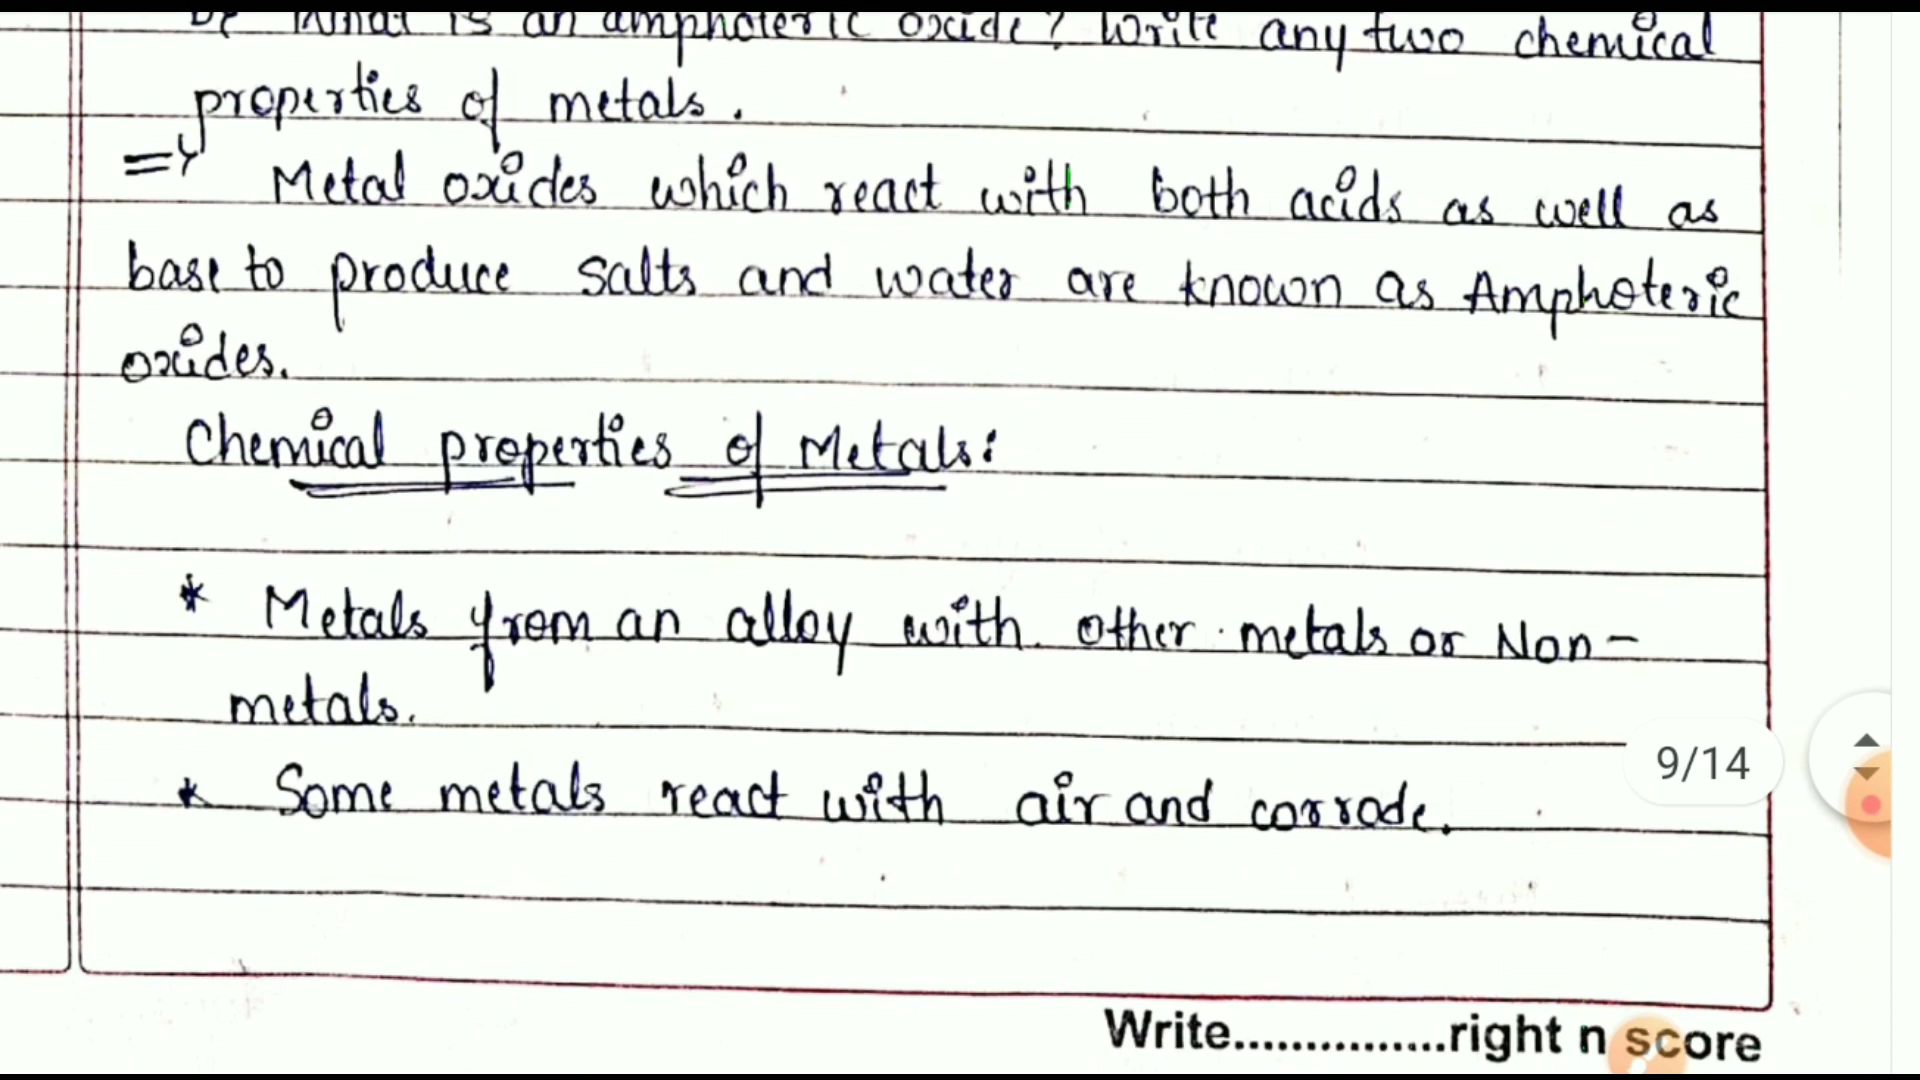 What is an amphoteric oxide? Write any two chemical
properties of metals.
=> Metal oxides which react with both acids as well as
base to produce salts and water are known as Amphoteric
oxides.
Chemical properties of Metals:
* Metals from an alloy with other metals or Non-
metals.
* Some metals react with air and corrode.
9/14
Write...............right n score